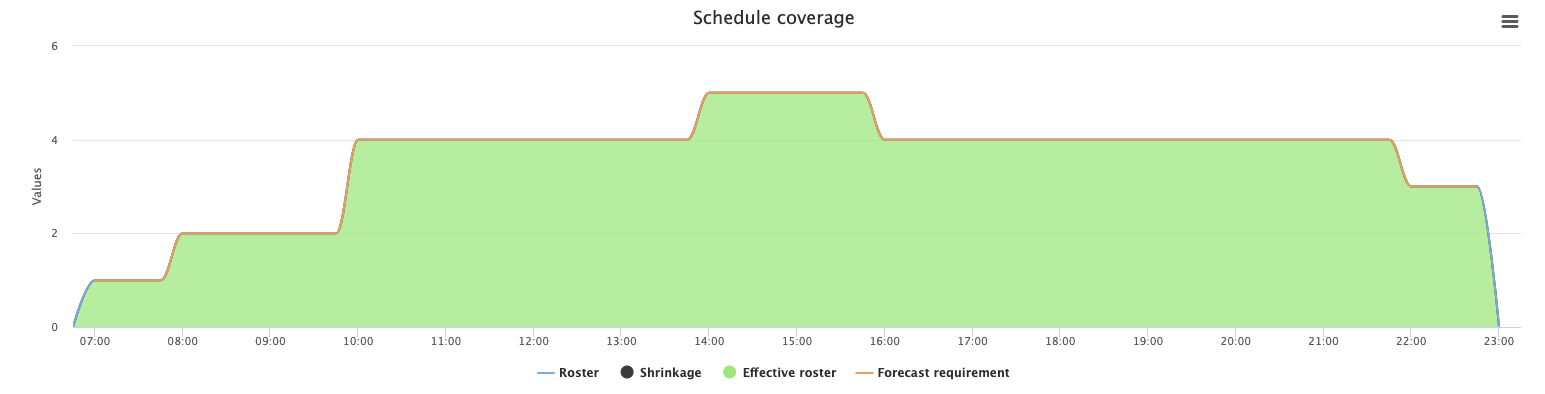 Schedule coverage
6
4
2
0
Values
07:00 08:00 09:00 10:00 11:00 12:00 13:00 14:00 15:00 16:00 17:00 18:00 19:00 20:00 21:00 22:00 23:00
Roster Shrinkage Effective roster Forecast requirement